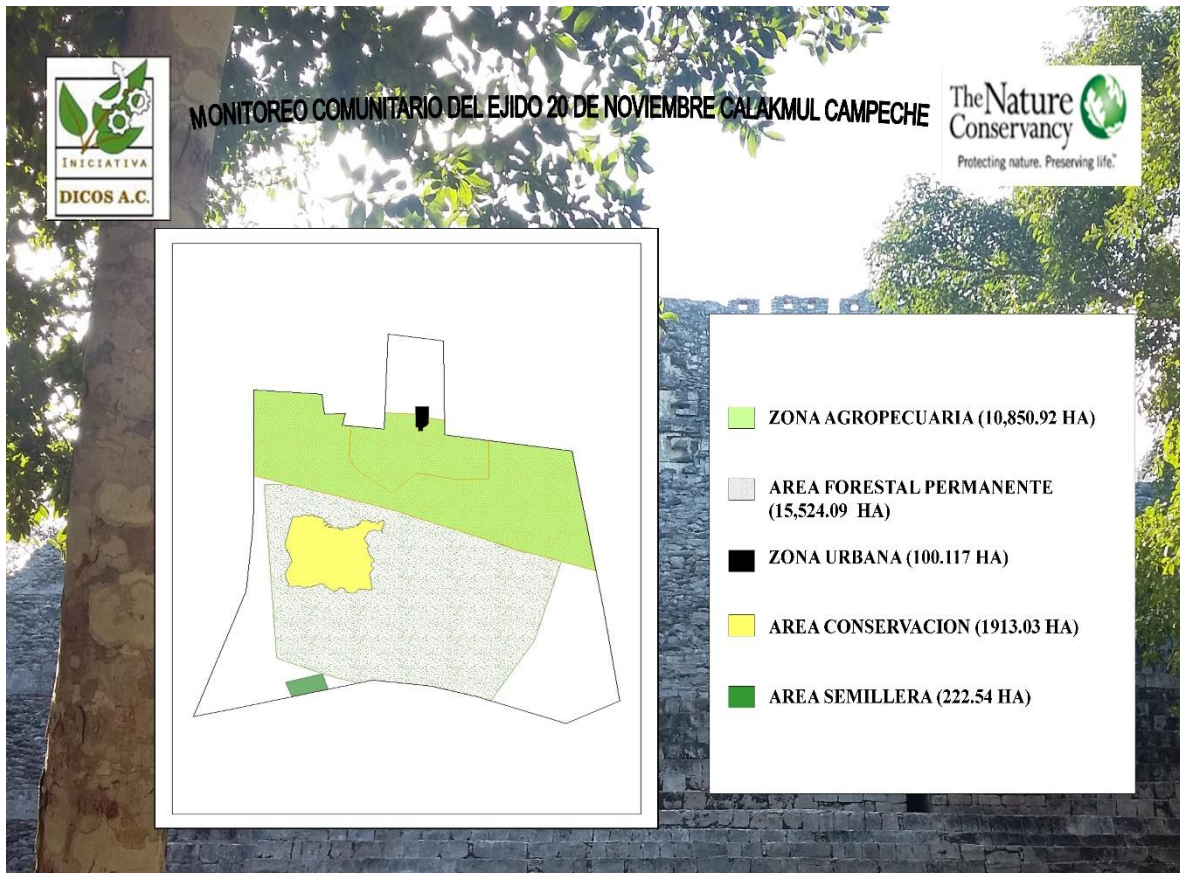 INICIATIVA
DICOS A.C.
MONITOREO COMUNITARIO DEL EJIDO 20 DE NOVIEMBRE CALAKMUL CAMPECHE
The Nature
Conservancy
Protecting nature. Preserving life.™
ZONA AGROPECUARIA (10,850.92 HA)
AREA FORESTAL PERMANENTE
(15,524.09 HA)
ZONA URBANA (100.117 HA)
AREA CONSERVACION (1913.03 HA)
AREA SEMILLERA (222.54 HA)